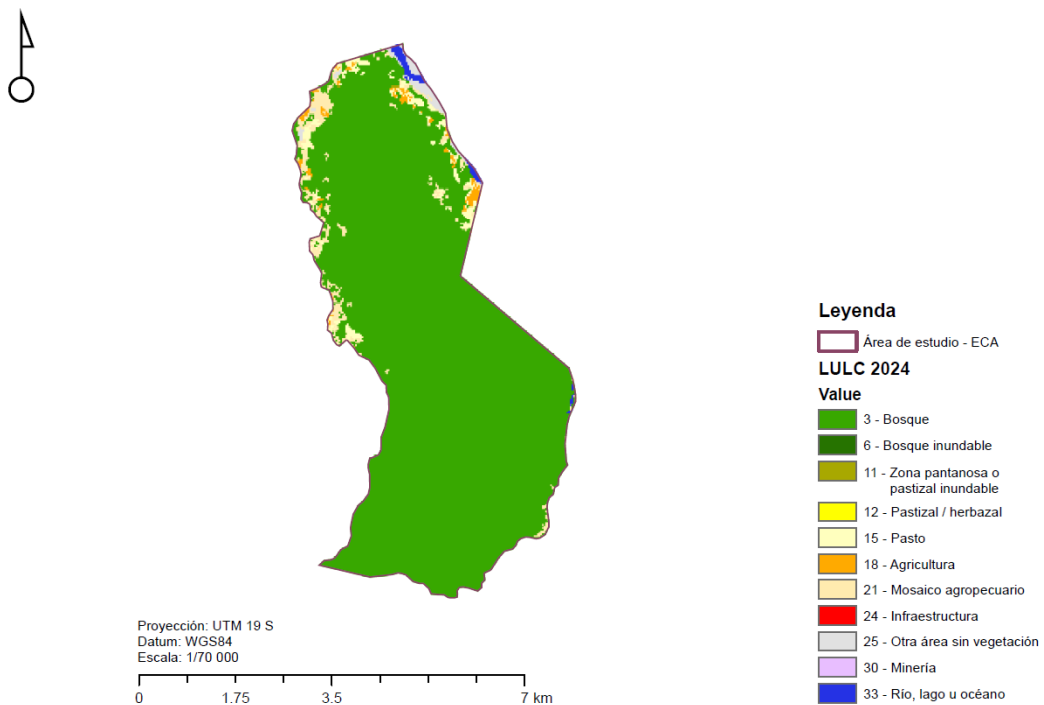 Leyenda
Área de estudio - ECA
LULC 2024
Value
3 - Bosque
6 - Bosque inundable
11 - Zona pantanosa o
pastizal inundable
12 - Pastizal / herbazal
15 - Pasto
18 - Agricultura
21 - Mosaico agropecuario
24 - Infraestructura
25 - Otra área sin vegetación
30 - Minería
33 - Río, lago u océano
Proyección: UTM 19 S
Datum: WGS84
Escala: 1/70 000
0 1.75 3.5 7 km